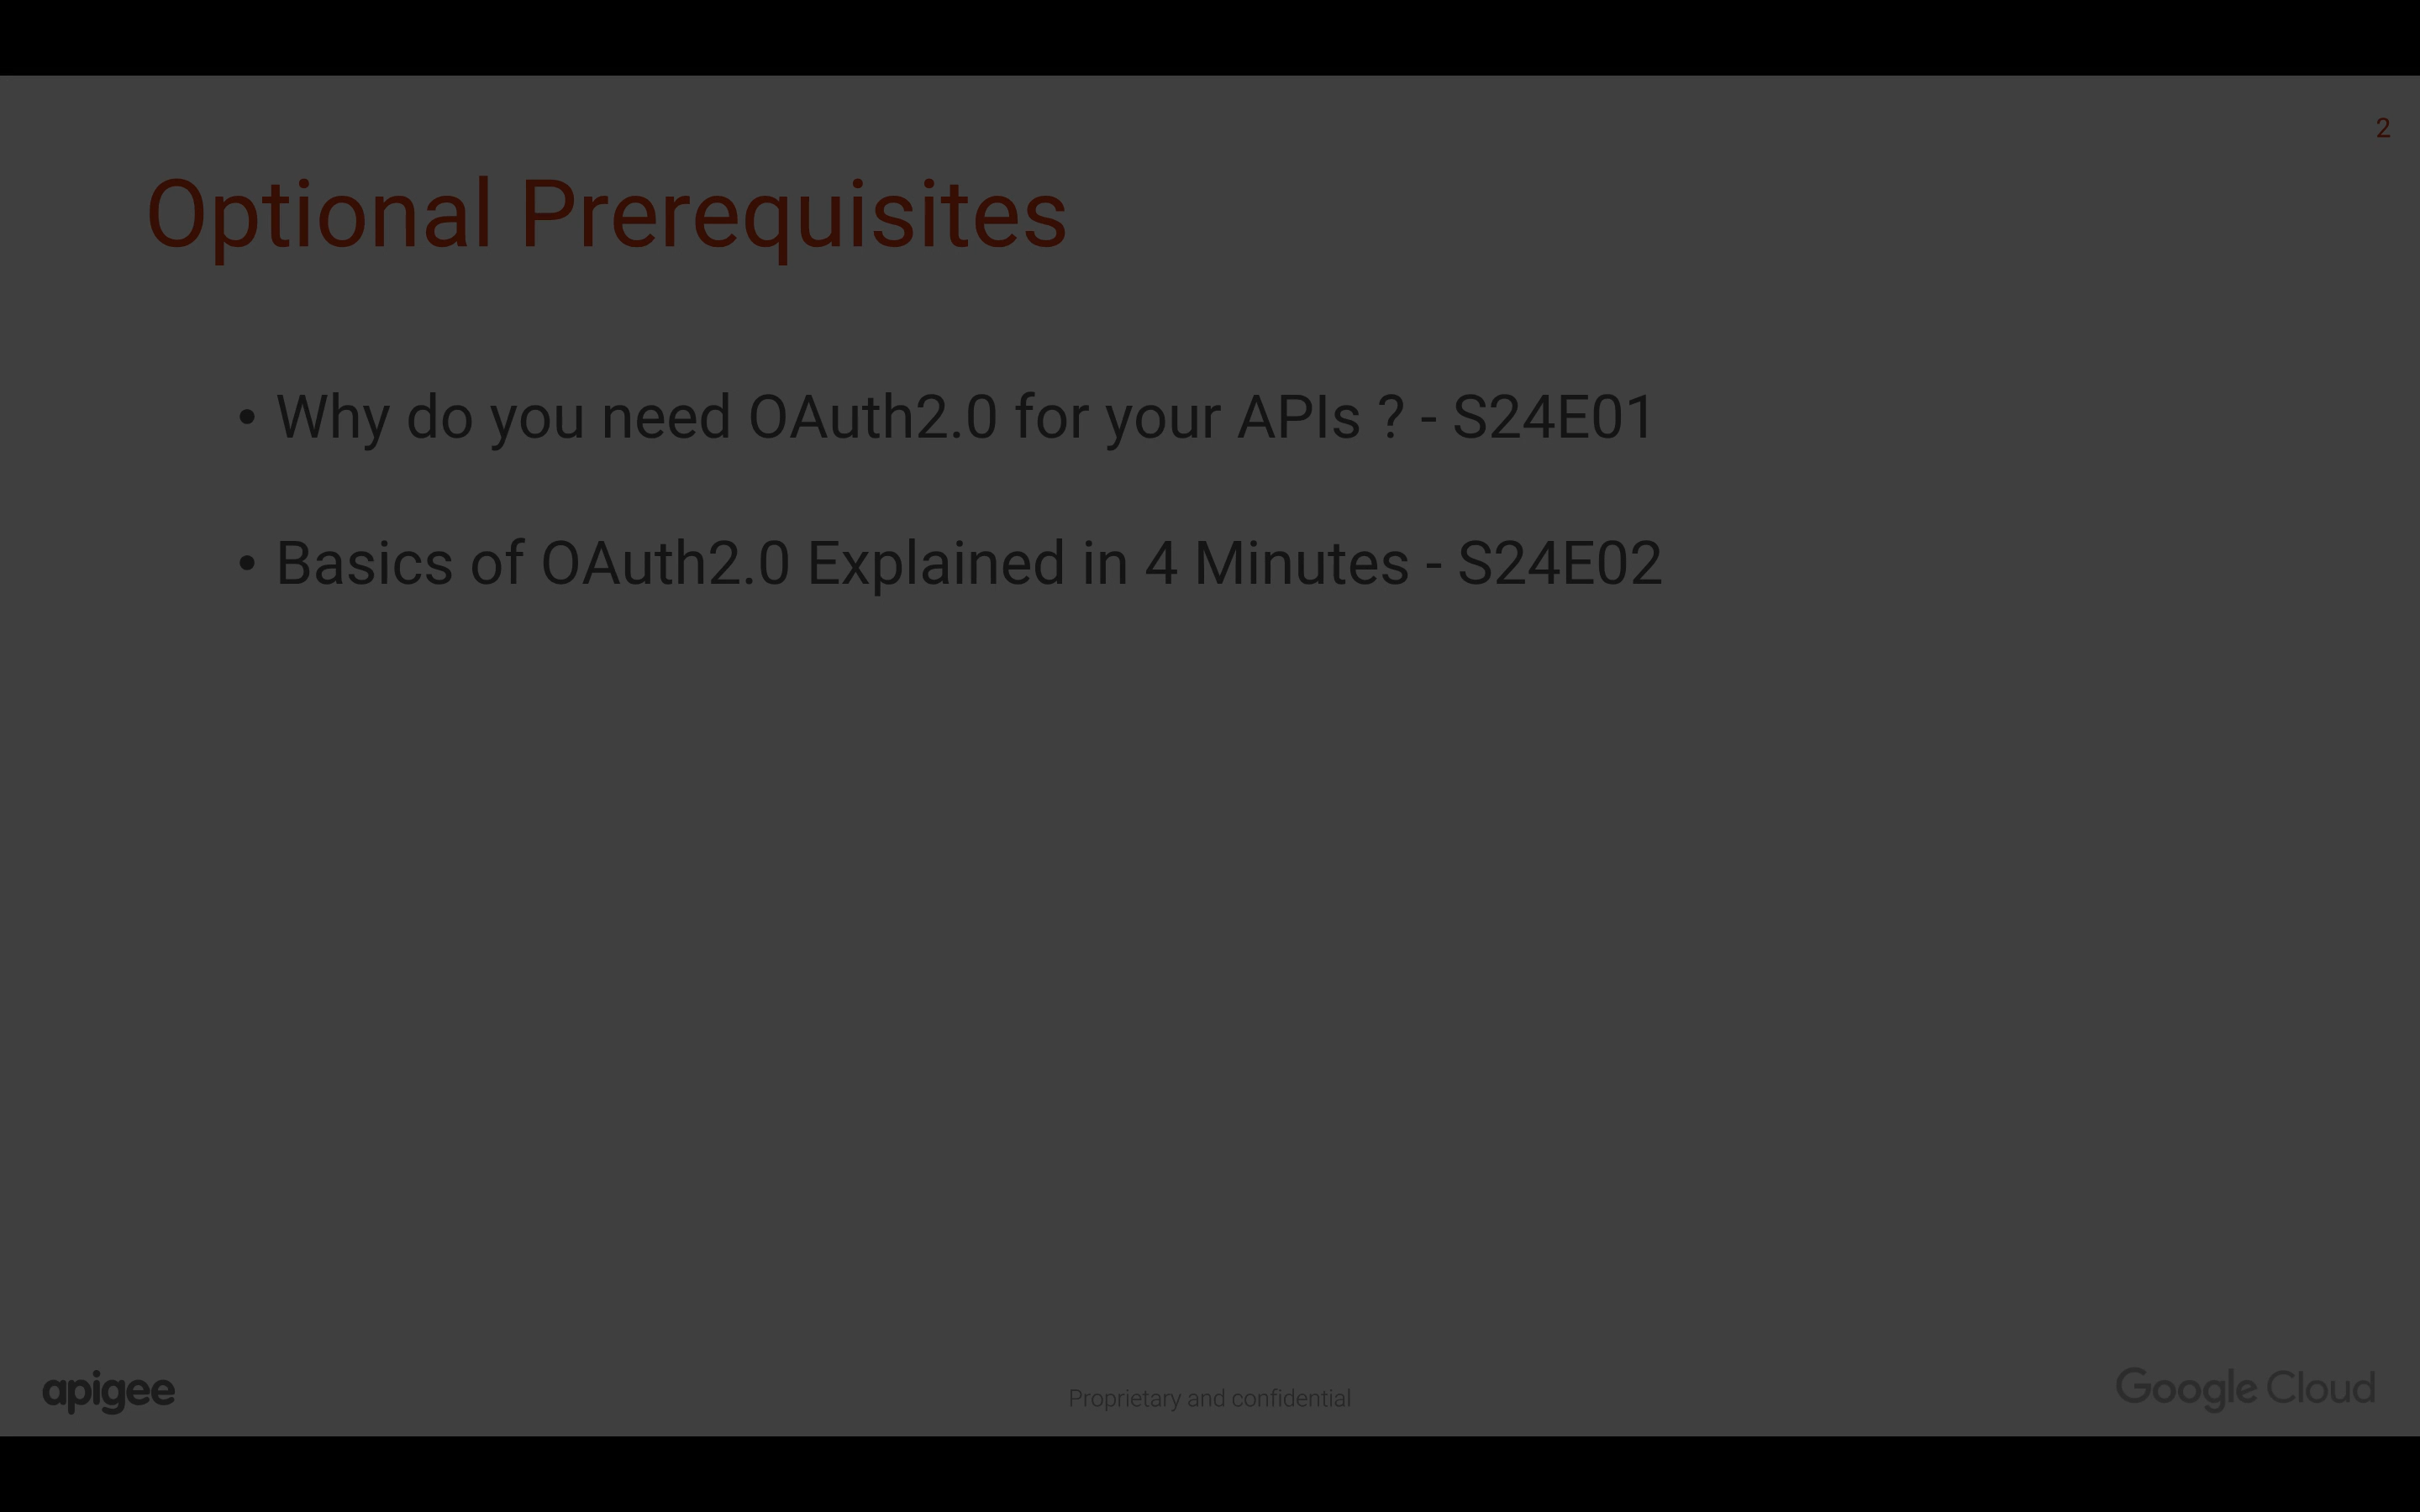 2
Optional Prerequisites
• Why do you need OAuth2.0 for your APIs ? - S24E01
• Basics of OAuth2.0 Explained in 4 Minutes - S24E02
apigee
Proprietary and confidential
Google Cloud